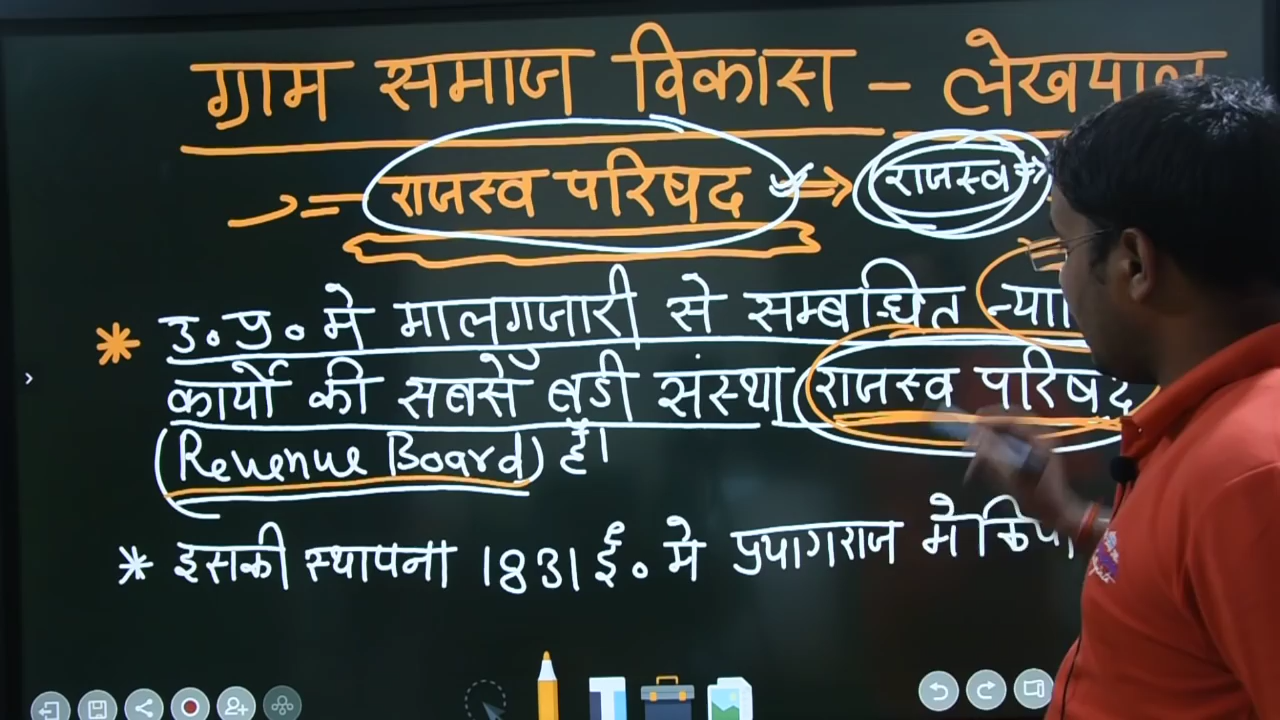 ग्राम समाज विकास - लेखपाल
राजस्व परिषद ⇒ राजस्व ⇒
* उ.प्र. में मालगुजारी से सम्बन्धित
कार्यो की सबसे बडी संस्था (राजस्व परिषद
(Revenue Board) हैं।
* इसकी स्थापना 1831 ई. मे प्रयागराज मे